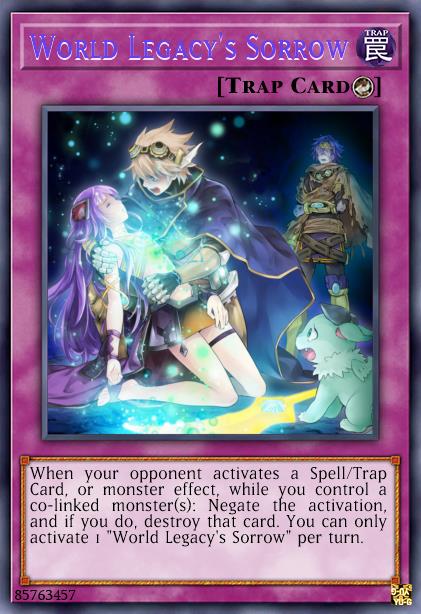 World Legacy's Sorrow
TRAP
罠
[Trap Card]
When your opponent activates a Spell/Trap
Card, or monster effect, while you control a
co-linked monster(s): Negate the activation,
and if you do, destroy that card. You can only
activate 1 "World Legacy's Sorrow" per turn.
85763457